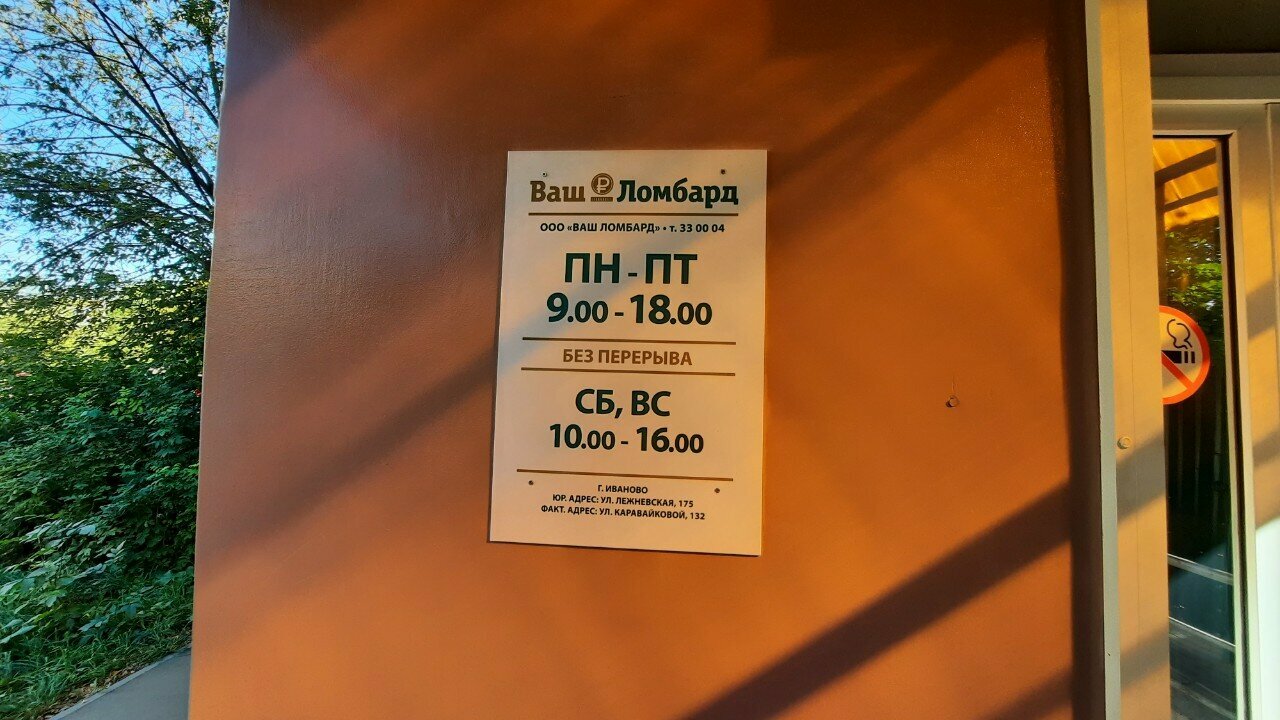 Ваш Ломбард
ООО «ВАШ ЛОМБАРД» • т. 33 00 04
ПН - ПТ
9.00 - 18.00
БЕЗ ПЕРЕРЫВА
СБ, ВС
10.00 - 16.00
Г. ИВАНОВО
ЮР. АДРЕС: УЛ. ЛЕЖНЕВСКАЯ, 175
ФАКТ. АДРЕС: УЛ. КАРАВАЙКОВОЙ, 132